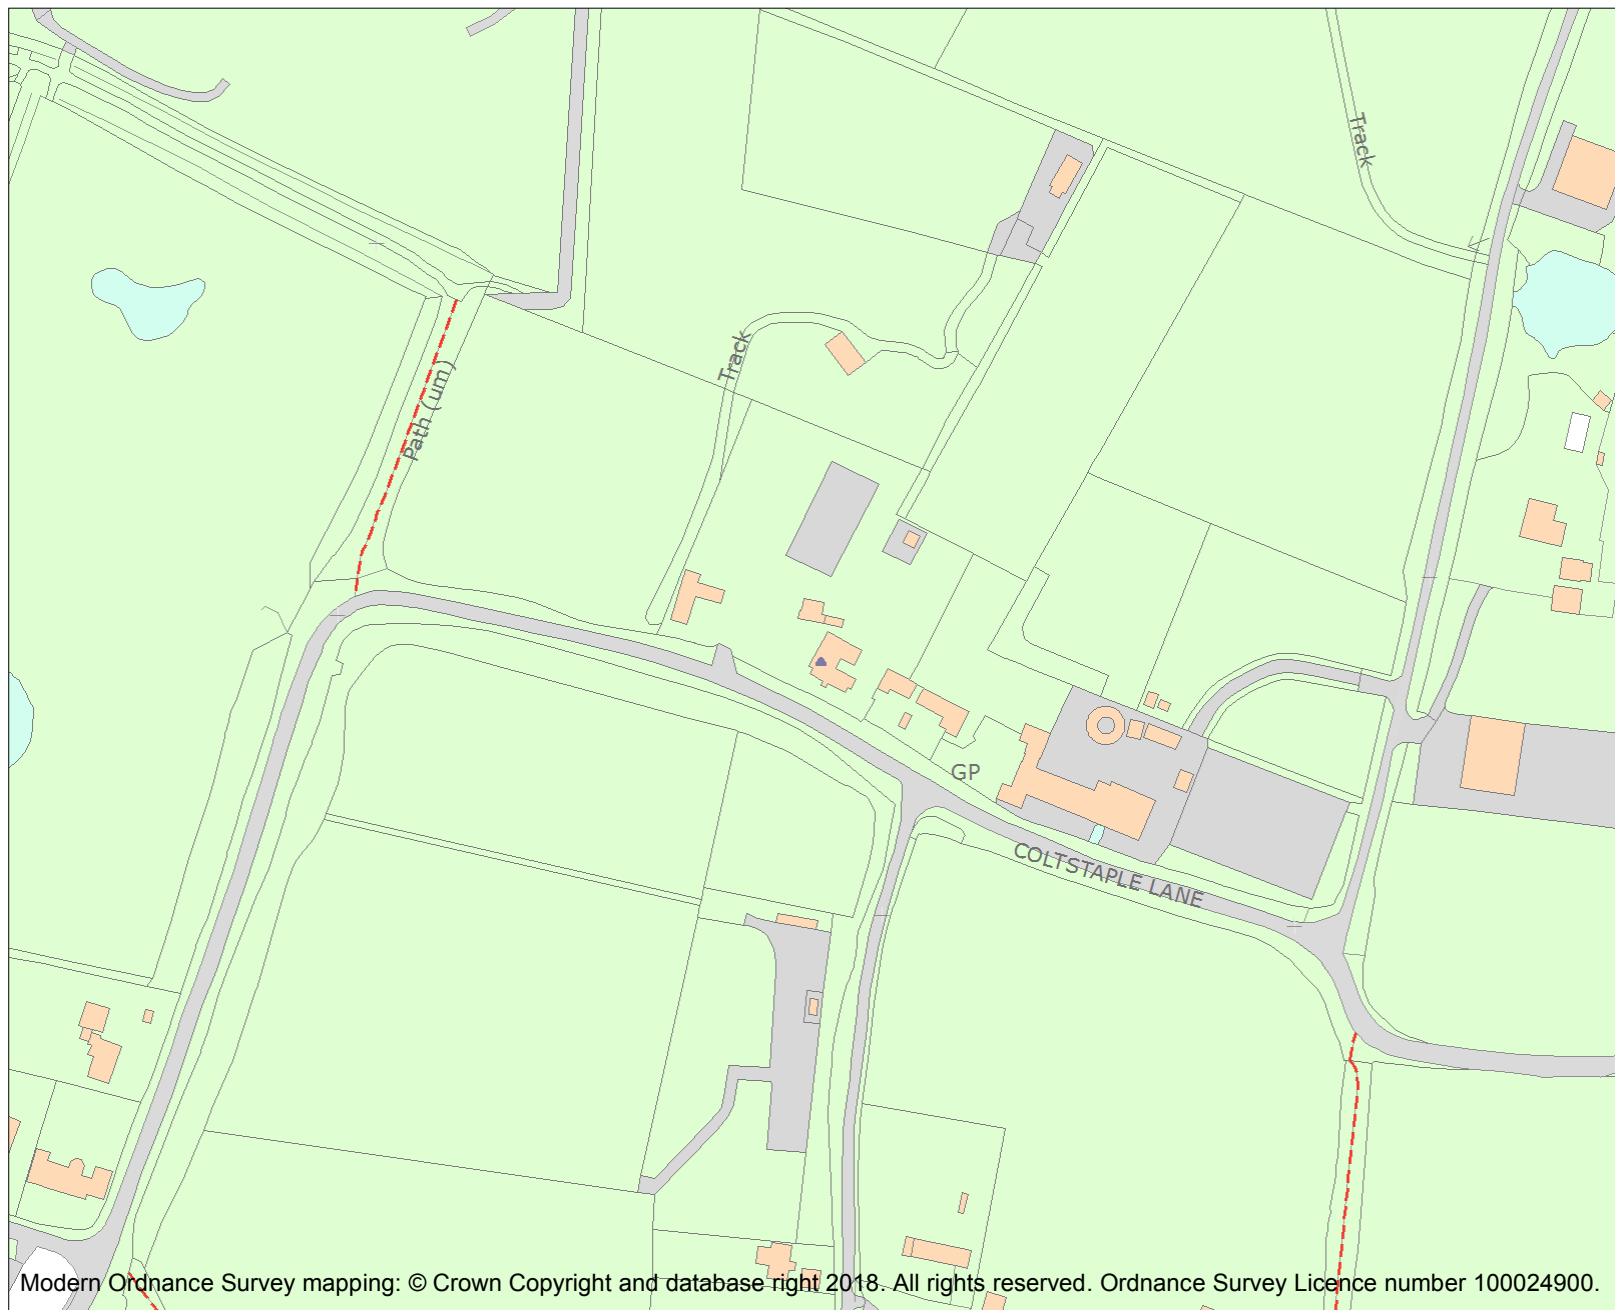 Track
Track
Path (um)
GP
COLTSTAPLE LANE
Modern Ordnance Survey mapping: © Crown Copyright and database right 2018. All rights reserved. Ordnance Survey Licence number 100024900.